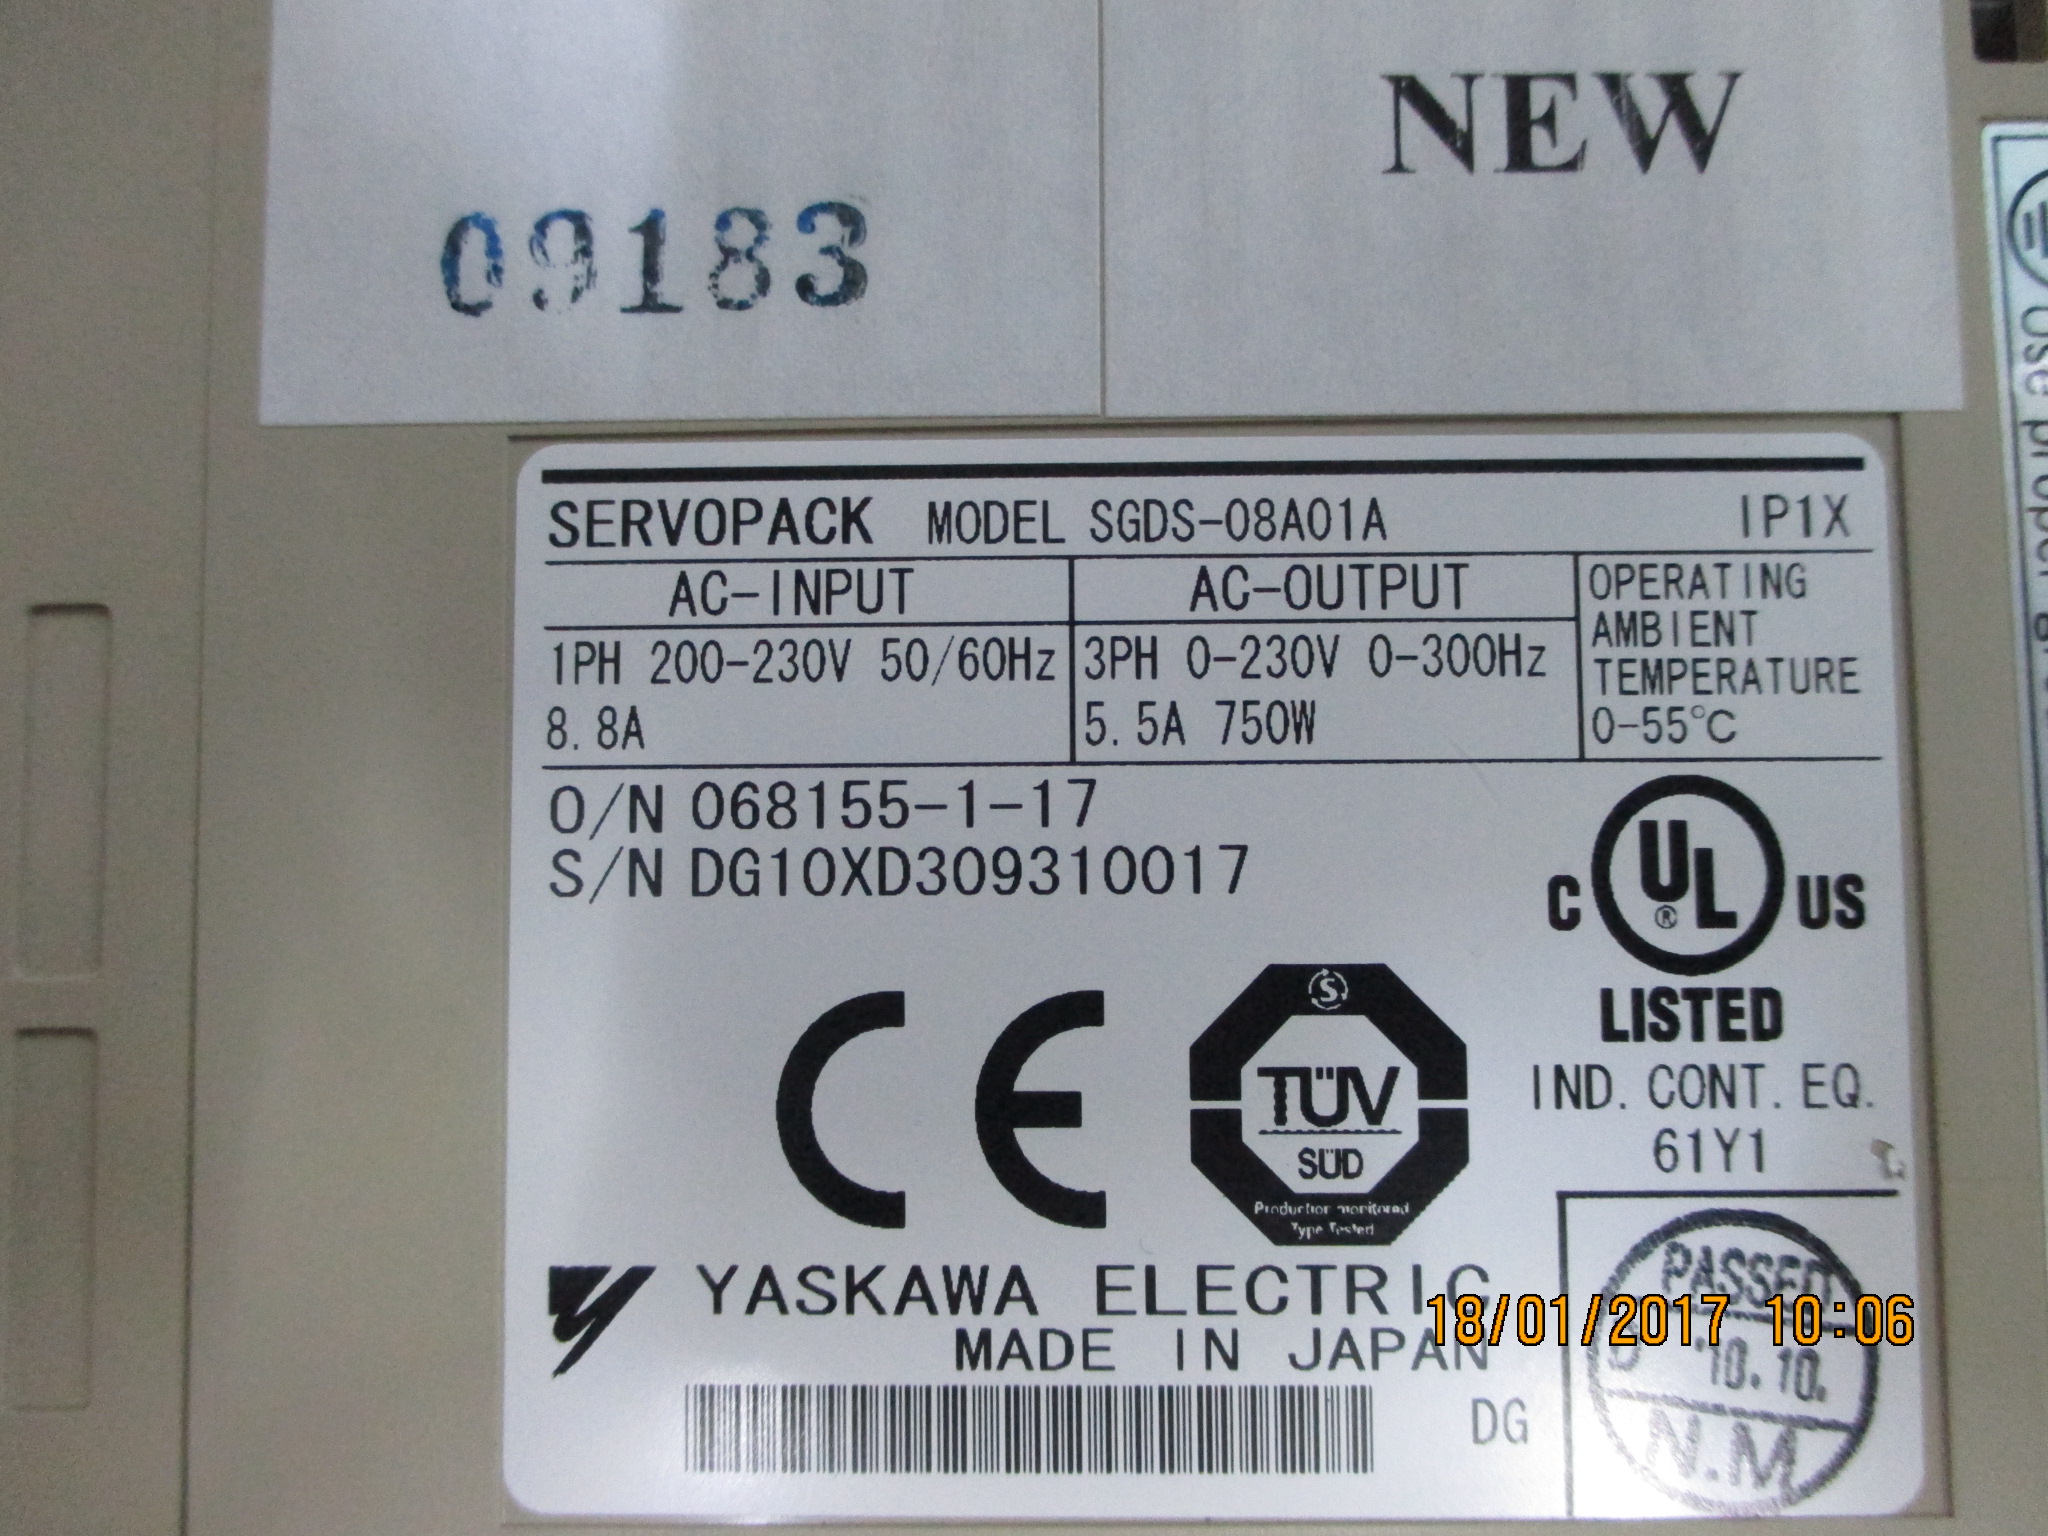 NEW
09183
SERVOPACK MODEL SGDS-08A01A IP1X
AC-INPUT
1PH 200-230V 50/60Hz
8.8A
AC-OUTPUT
3PH 0-230V 0-300Hz
5.5A 750W
OPERATING
AMBIENT
TEMPERATURE
0-55°C
O/N 068155-1-17
S/N DG10XD309310017
C UL® US
LISTED
IND. CONT. EQ.
61Y1
CE
S
TÜV
SÜD
Production monitored
Type Tested
YASKAWA ELECTRIC
MADE IN JAPAN
DG
PASSED
'10.10.
N.M
18/01/2017 10:06
Use proper